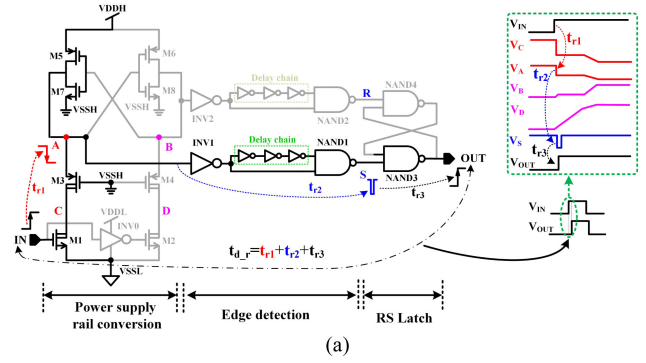 VDDH
M5
M6
M7
M8
VSSH
VSSH
Delay chain
INV2
NAND2
R
NAND4
A
B
INV1
Delay chain
NAND1
NAND3
OUT
tr1
tr2
S
tr3
M3
VSSH
M4
C
VDDL
D
IN
M1
INV0
M2
VSSL
td_r=tr1+tr2+tr3
Power supply
rail conversion
Edge detection
RS Latch
VIN
tr1
VC
VA
tr2
VB
VD
VS
tr3
VOUT
VIN
VOUT
(a)